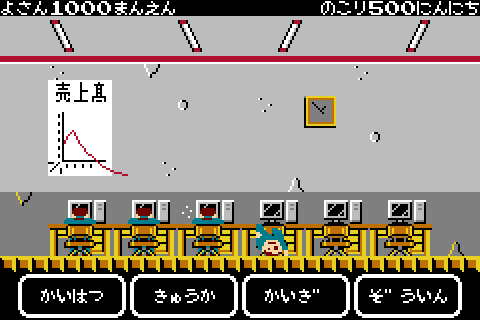 よさん1000まんえん
のこり500にんにち
売上髙
かいはつ
きゅうか
かいぎ
ぞういん